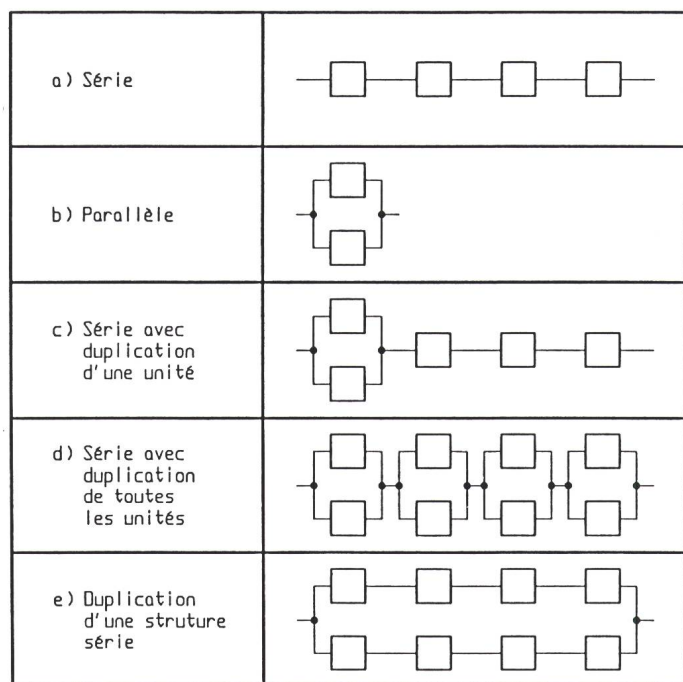 a) Série
b) Parallèle
c) Série avec
duplication
d'une unité
d) Série avec
duplication
de toutes
les unités
e) Duplication
d'une struture
série